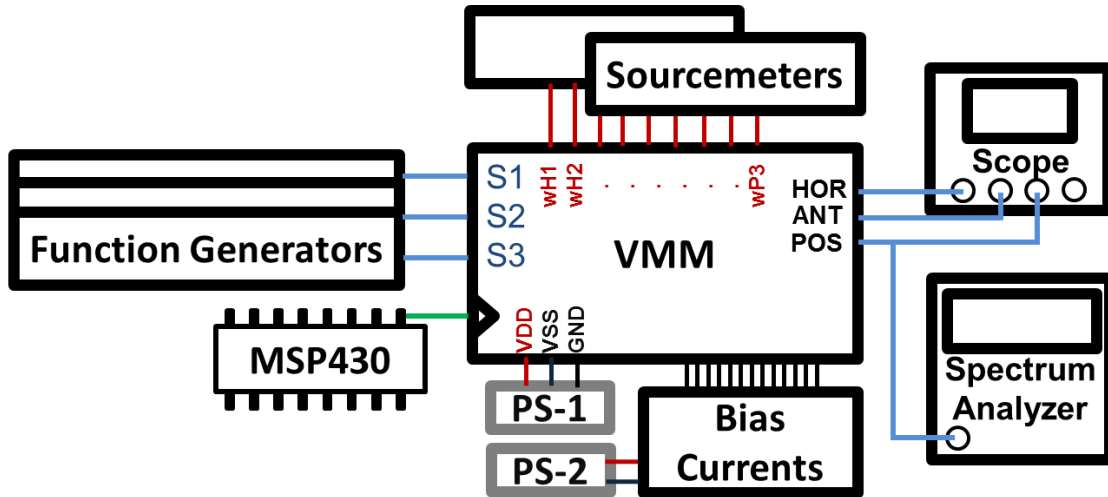 Sourcemeters
Scope
Function Generators
S1
S2
S3
wH1
wH2
. . . . . .
wP3
HOR
ANT
POS
VMM
VDD
VSS
GND
MSP430
PS-1
PS-2
Bias
Currents
Spectrum
Analyzer